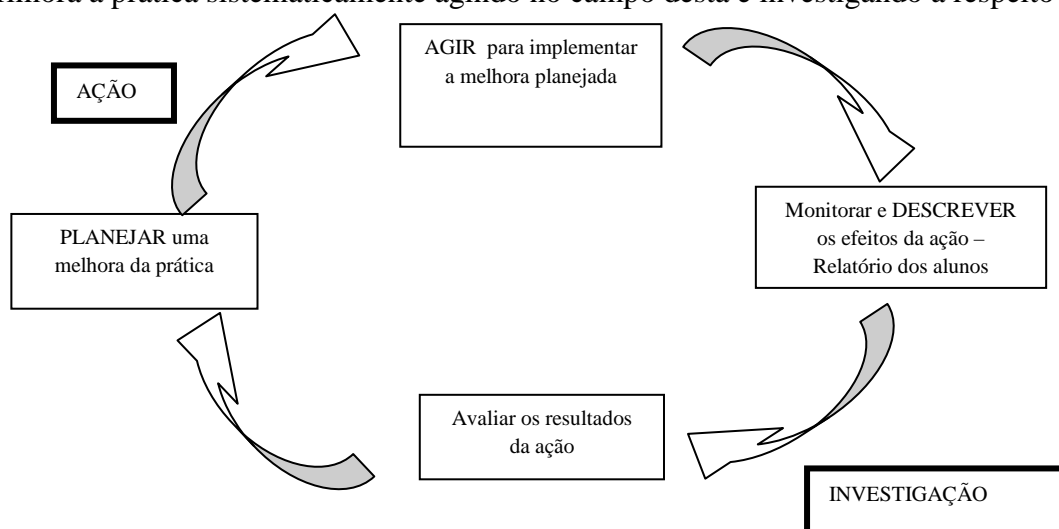 a prática sistematicamente agindo no campo desta e investigando a respeito
AGIR para implementar
a melhora planejada
AÇÃO
Monitorar e DESCREVER
os efeitos da ação –
Relatório dos alunos
PLANEJAR uma
melhora da prática
Avaliar os resultados
da ação
INVESTIGAÇÃO